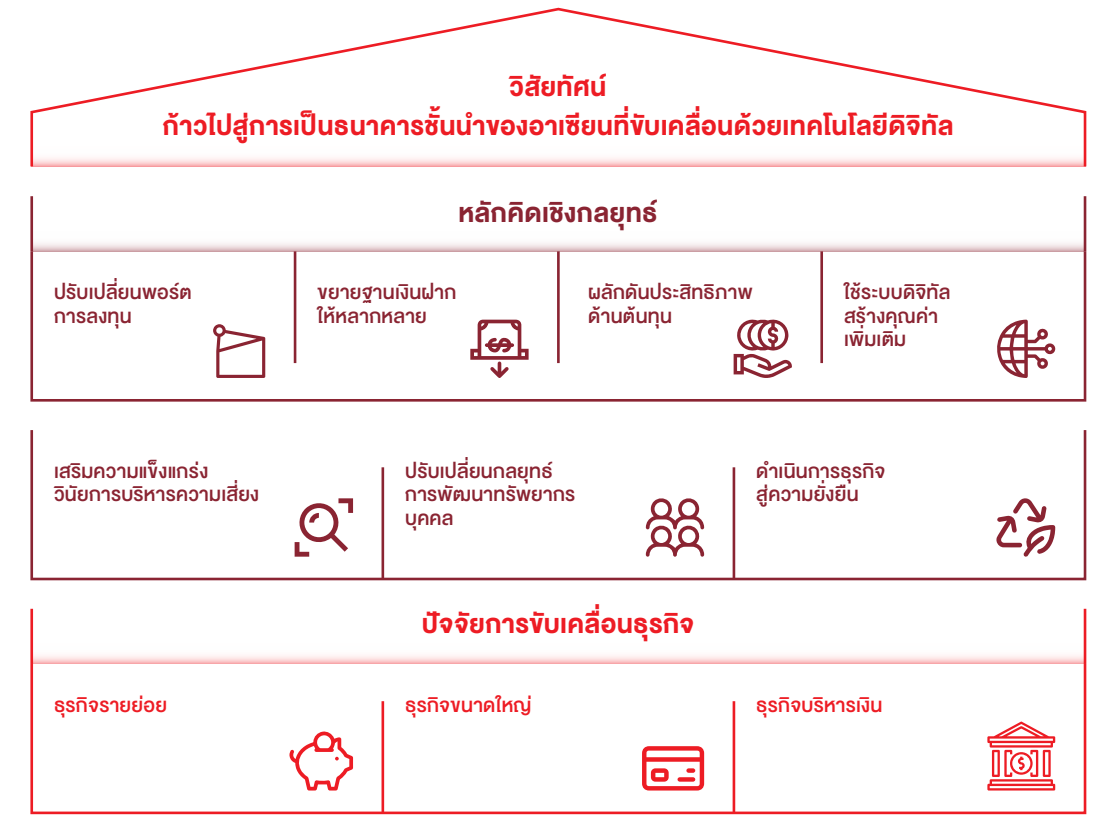 วิสัยทัศน์
ก้าวไปสู่การเป็นธนาคารชั้นนำของอาเซียนที่ขับเคลื่อนด้วยเทคโนโลยีดิจิทัล
หลักคิดเชิงกลยุทธ์
ปรับเปลี่ยนพอร์ต
การลงทุน
ขยายฐานเงินฝาก
ให้หลากหลาย
ผลักดันประสิทธิภาพ
ด้านต้นทุน
ใช้ระบบดิจิทัล
สร้างคุณค่า
เพิ่มเติม
เสริมความแข็งแกร่ง
วินัยการบริหารความเสี่ยง
ปรับเปลี่ยนกลยุทธ์
การพัฒนาทรัพยากร
บุคคล
ดำเนินการธุรกิจ
สู่ความยั่งยืน
ปัจจัยการขับเคลื่อนธุรกิจ
ธุรกิจรายย่อย
ธุรกิจขนาดใหญ่
ธุรกิจบริหารเงิน